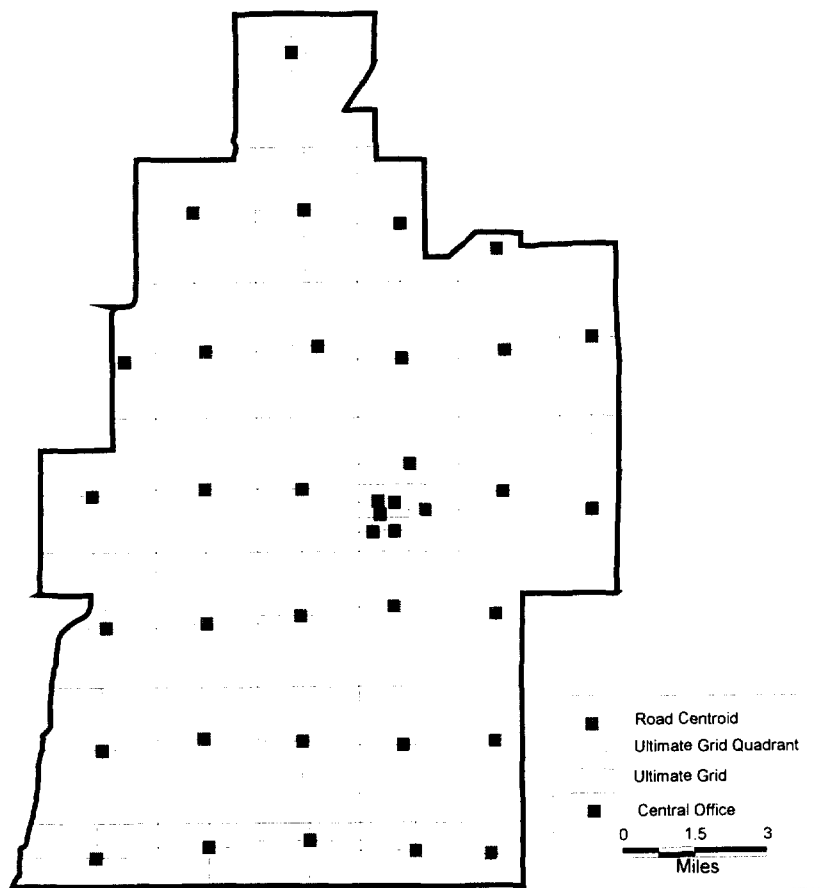 Road Centroid
Ultimate Grid Quadrant
Ultimate Grid
Central Office
0 1.5 3
Miles